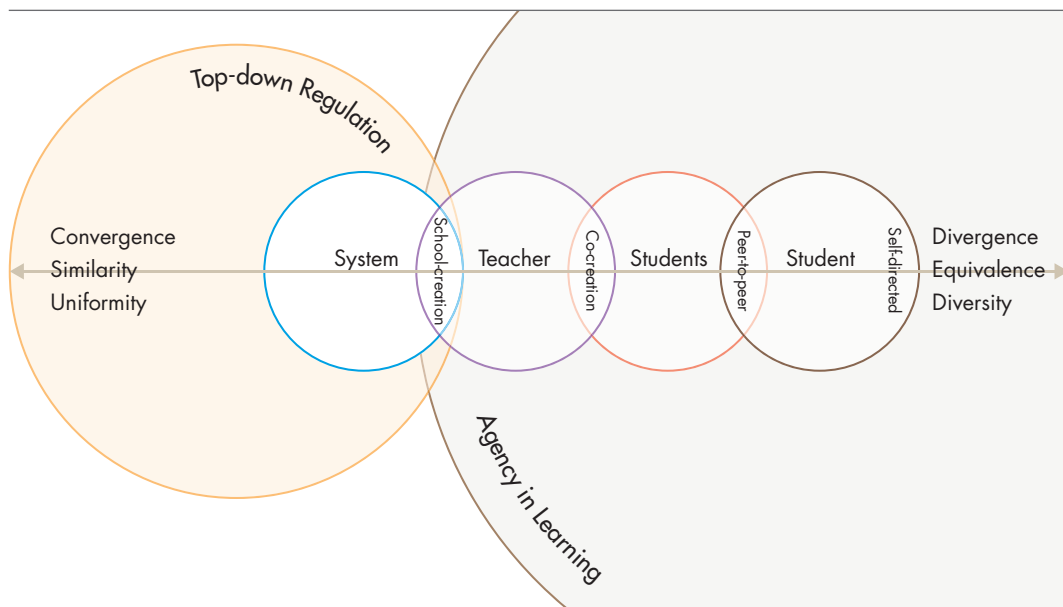 Top-down Regulation
Convergence
Similarity
Uniformity
System
School-creation
Teacher
Co-creation
Students
Peer-to-peer
Student
Self-directed
Divergence
Equivalence
Diversity
Agency in Learning